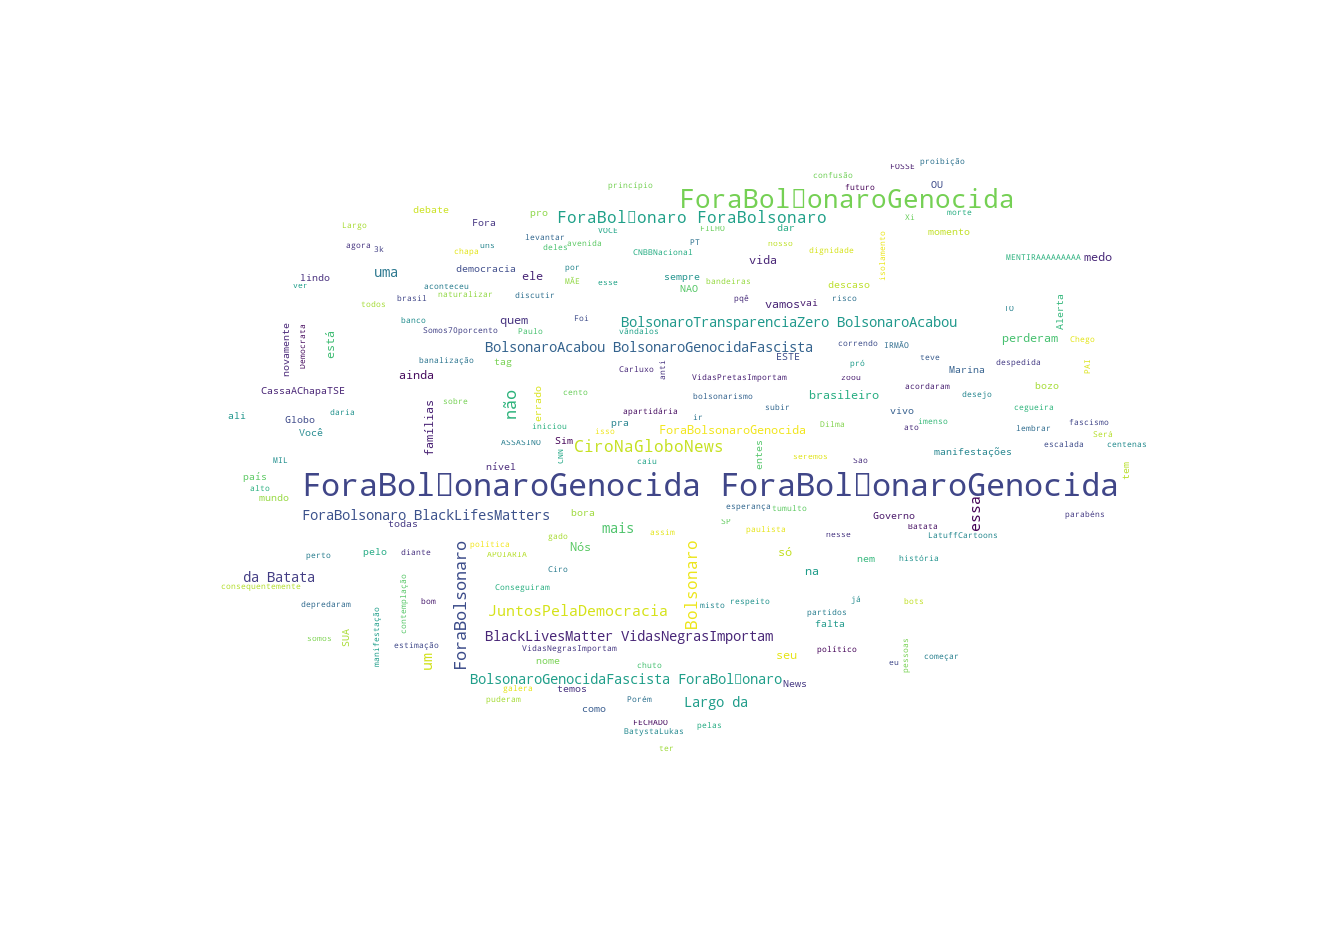 FOSSE
proibição
confusão
princípio
futuro
OU
ForaBol▯onaroGenocida
debate
pro
ForaBol▯onaro ForaBolsonaro
Xi
morte
Largo
Fora
VOCÊ
FILHO
dar
momento
levantar
agora
3k
chapa
uns
deles
avenida
CNBBNacional
PT
nosso
dignidade
isolamento
MENTIRAAAAAAAAA
medo
lindo
ver
uma
democracia
ele
por
vida
aconteceu
MÃE
esse
sempre
NAO
bandeiras
descaso
todos
brasil
naturalizar
discutir
pqê
vamos
vai
risco
TO
Alerta
banco
quem
Foi
BolsonaroTransparenciaZero BolsonaroAcabou
Somos70porcento
Paulo
vândalos
novamente
Democrata
está
BolsonaroAcabou BolsonaroGenocidaFascista
correndo
IRMÃO
perderam
Chego
banalização
tag
ESTE
pró
teve
despedida
PAI
ainda
Carluxo
anti
VidasPretasImportam
zoou
Marina
CassaAChapaTSE
não
errado
cento
bolsonarismo
brasileiro
acordaram
desejo
bozo
ali
Globo
daria
famílias
sobre
apartidária
subir
vivo
cegueira
Você
iniciou
pra
ir
Dilma
ato
imenso
lembrar
fascismo
isso
ForaBolsonaroGenocida
Será
ASSASINO
Sim
CiroNaGloboNews
escalada
centenas
MIL
nível
CNN
caiu
entes
seremos
São
manifestações
tem
país
alto
mundo
ForaBol▯onaroGenocida ForaBol▯onaroGenocida
ForaBolsonaro BlackLifesMatters
bora
esperança
tumulto
Governo
essa
parabéns
todas
mais
assim
SP
paulista
nesse
Batata
LatuffCartoons
gado
perto
pelo
diante
política
APOIARIA
Nós
só
nem
história
da Batata
consequentemente
Ciro
na
Conseguiram
depredaram
contemplação
bom
ForaBolsonaro
Bolsonaro
misto
respeito
já
bots
manifestação
JuntosPelaDemocracia
partidos
falta
somos
SUA
estimação
BlackLivesMatter VidasNegrasImportam
VidasNegrasImportam
político
um
nome
chuto
seu
eu
pessoas
começar
BolsonaroGenocidaFascista ForaBol▯onaro
News
galera
temos
puderam
Porém
Largo da
como
FECHADO
BatystaLukas
pelas
ter